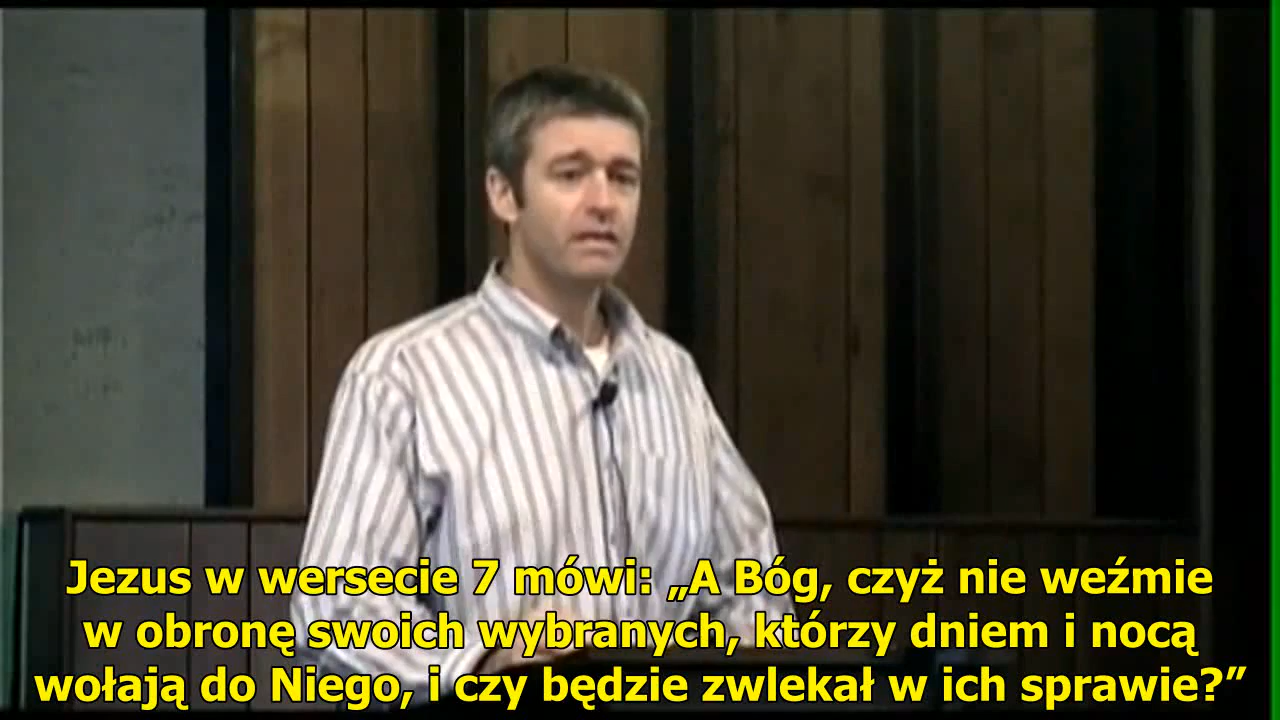 Jezus w wersecie 7 mówi: „A Bóg, czyż nie weźmie
w obronę swoich wybranych, którzy dniem i nocą
wołają do Niego, i czy będzie zwlekał w ich sprawie?”